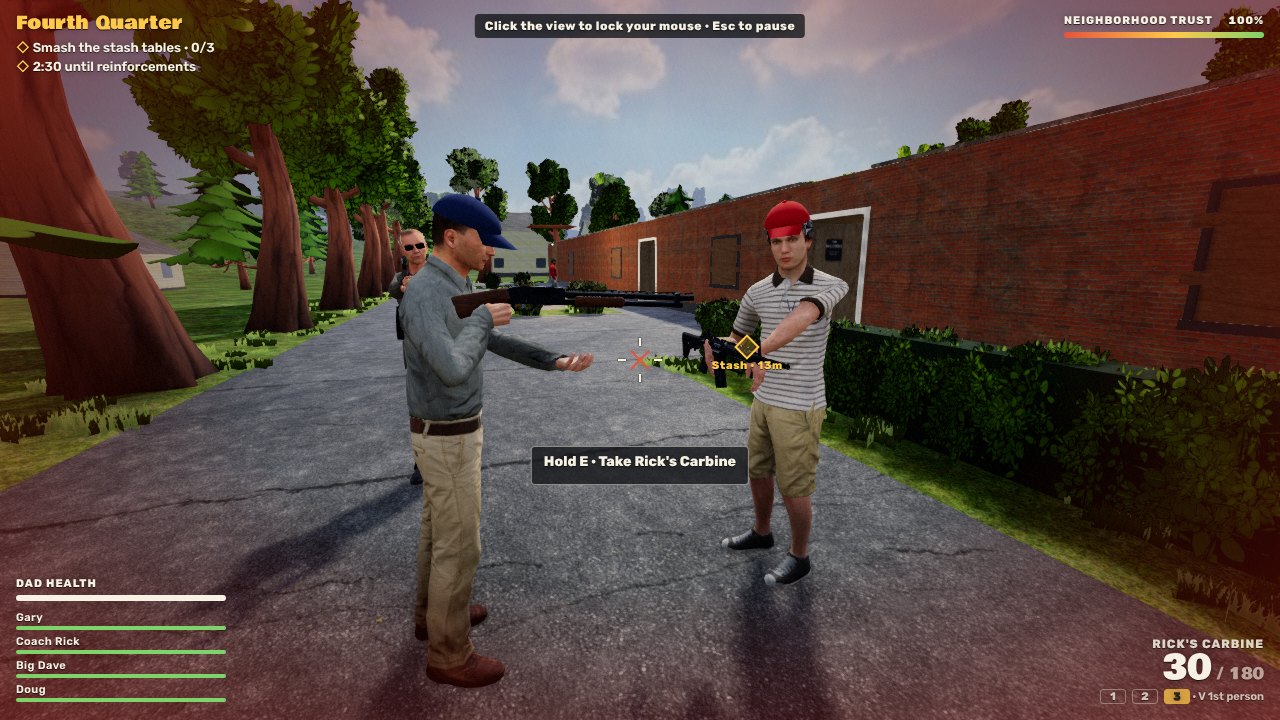 Fourth Quarter
Smash the stash tables • 0/3
2:30 until reinforcements
Click the view to lock your mouse • Esc to pause
NEIGHBORHOOD TRUST 100%
Stash • 13m
Hold E • Take Rick's Carbine
DAD HEALTH
Gary
Coach Rick
Big Dave
Doug
RICK'S CARBINE
30 / 180
1 2 3 • V 1st person